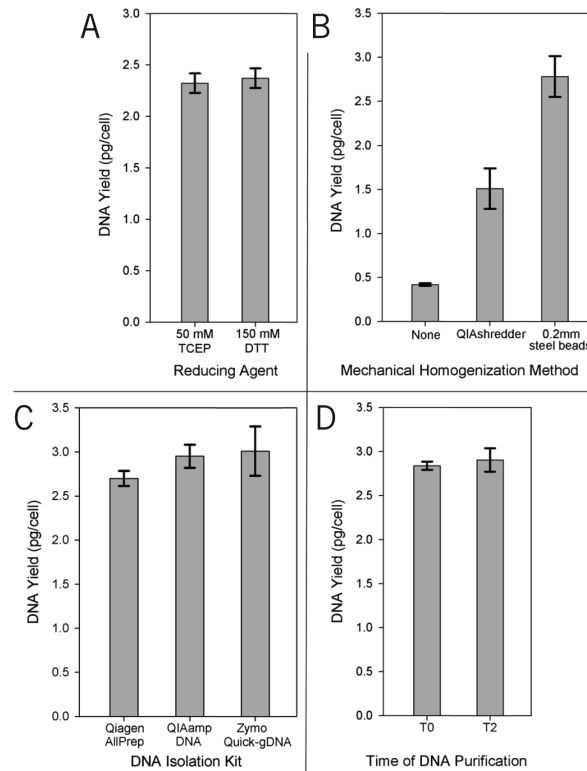 A
DNA Yield (pg/cell)
3.0
2.5
2.0
1.5
1.0
0.5
0.0
50 mM
TCEP
150 mM
DTT
Reducing Agent
B
DNA Yield (pg/cell)
3.5
3.0
2.5
2.0
1.5
1.0
0.5
0.0
None
QIAshredder
0.2mm
steel beads
Mechanical Homogenization Method
C
DNA Yield (pg/cell)
3.5
3.0
2.5
2.0
1.5
1.0
0.5
0.0
Qiagen
AllPrep
QIAamp
DNA
Zymo
Quick-gDNA
DNA Isolation Kit
D
DNA Yield (pg/cell)
3.5
3.0
2.5
2.0
1.5
1.0
0.5
0.0
T0
T2
Time of DNA Purification